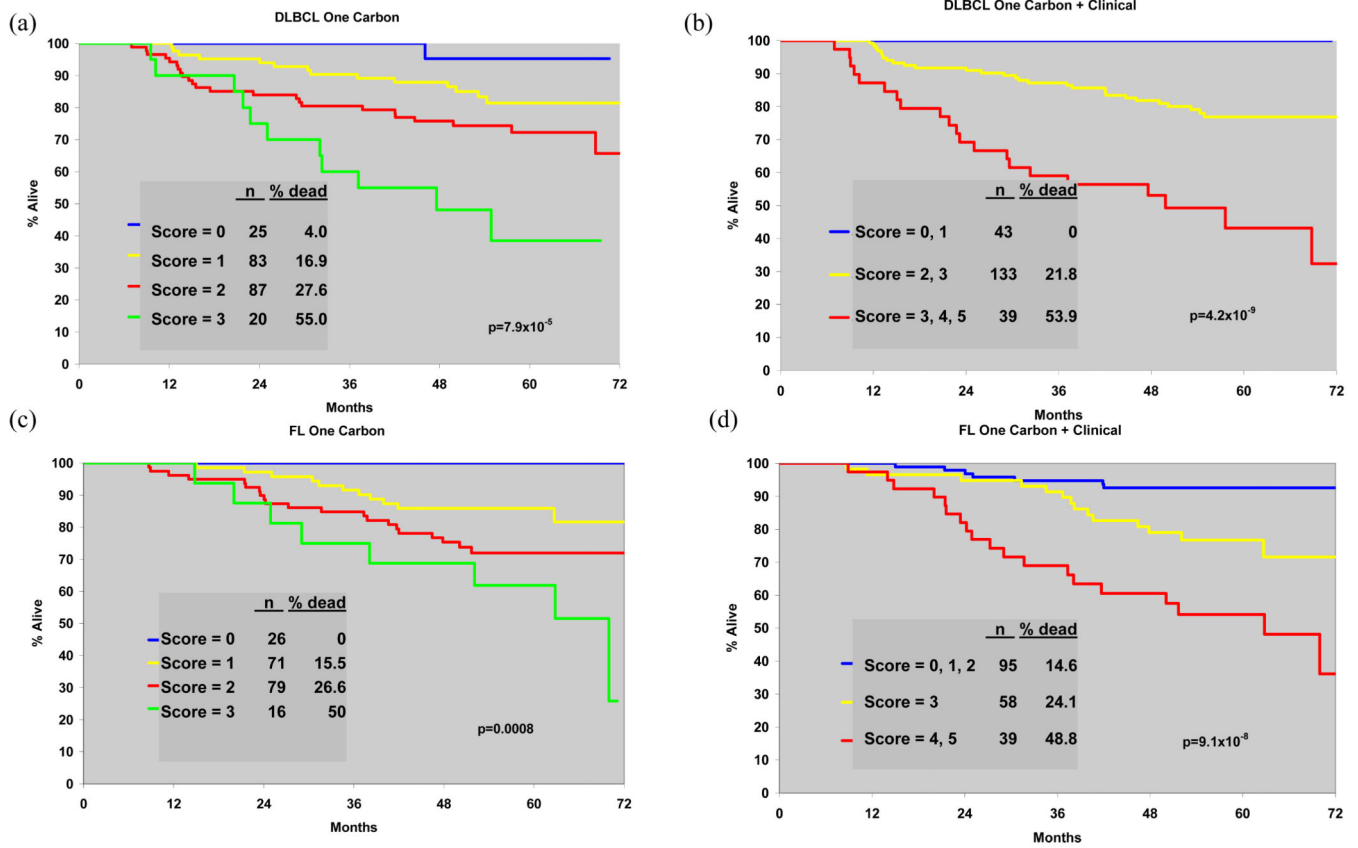 (a)
DLBCL One Carbon
% Alive
100
90
80
70
60
50
40
30
20
10
0
n % dead
Score = 0 25 4.0
Score = 1 83 16.9
Score = 2 87 27.6
Score = 3 20 55.0
p=7.9x10-5
0 12 24 36 48 60 72
Months
(b)
DLBCL One Carbon + Clinical
% Alive
100
90
80
70
60
50
40
30
20
10
0
n % dead
Score = 0, 1 43 0
Score = 2, 3 133 21.8
Score = 3, 4, 5 39 53.9
p=4.2x10-9
0 12 24 36 48 60 72
Months
(c)
FL One Carbon
% Alive
100
90
80
70
60
50
40
30
20
10
0
n % dead
Score = 0 26 0
Score = 1 71 15.5
Score = 2 79 26.6
Score = 3 16 50
p=0.0008
0 12 24 36 48 60 72
Months
(d)
FL One Carbon + Clinical
% Alive
100
90
80
70
60
50
40
30
20
10
0
n % dead
Score = 0, 1, 2 95 14.6
Score = 3 58 24.1
Score = 4, 5 39 48.8
p=9.1x10-8
0 12 24 36 48 60 72
Months